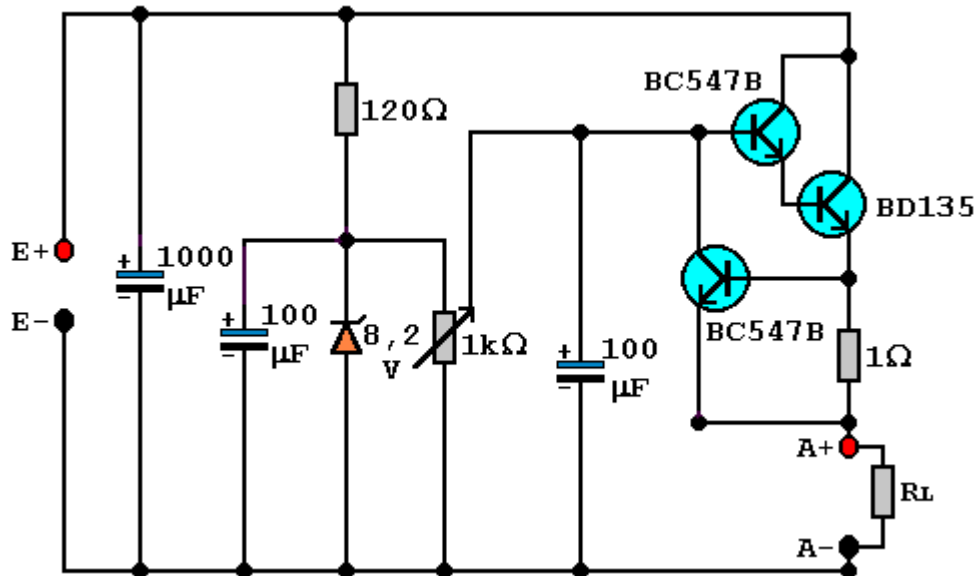 BC547B
120Ω
BD135
E+
+ 1000
- µF
E-
+ 100
- µF
8,2
V
1kΩ
BC547B
+ 100
- µF
1Ω
A+
RL
A-